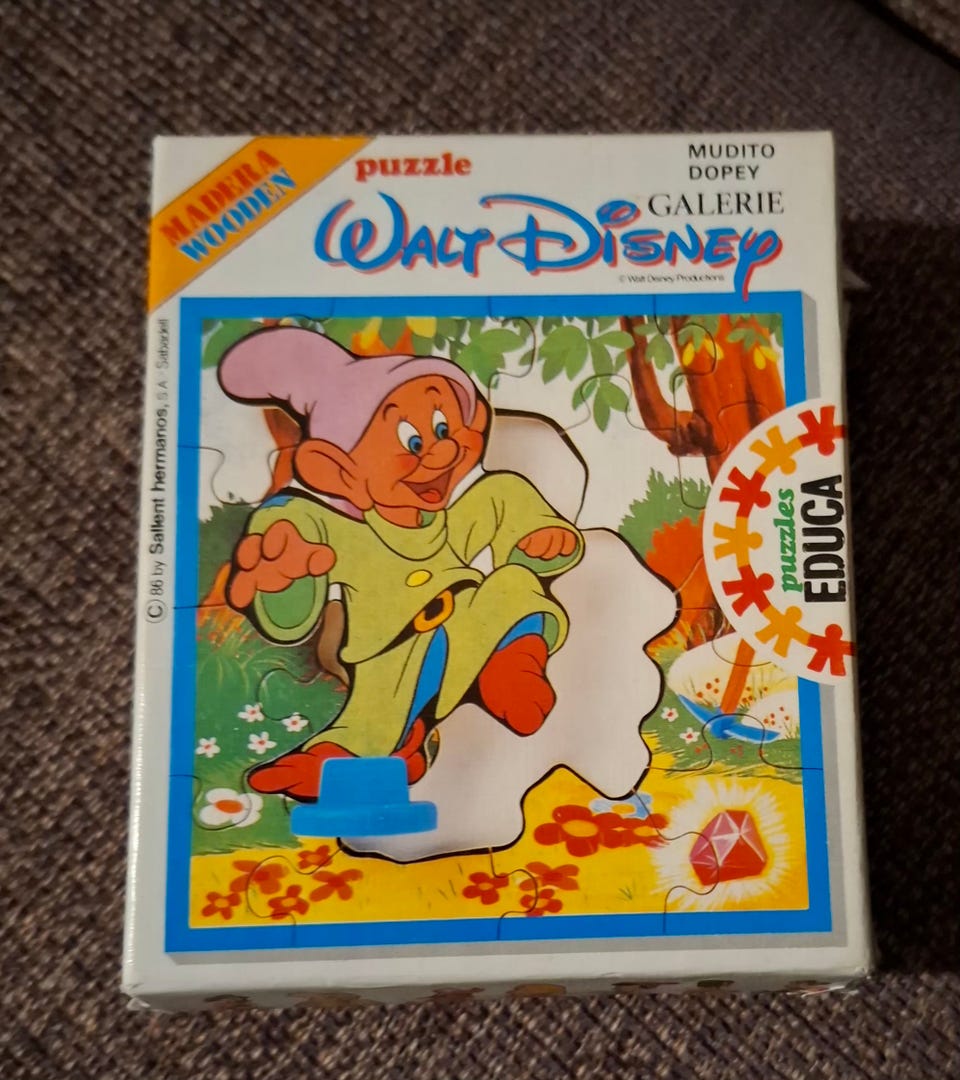 MADERA
WOODEN
puzzle
MUDITO
DOPEY
GALERIE
WALT DISNEY
© Walt Disney Productions
© 86 by Sallent hermanos, S.A. Sabadell
puzzles
EDUCA